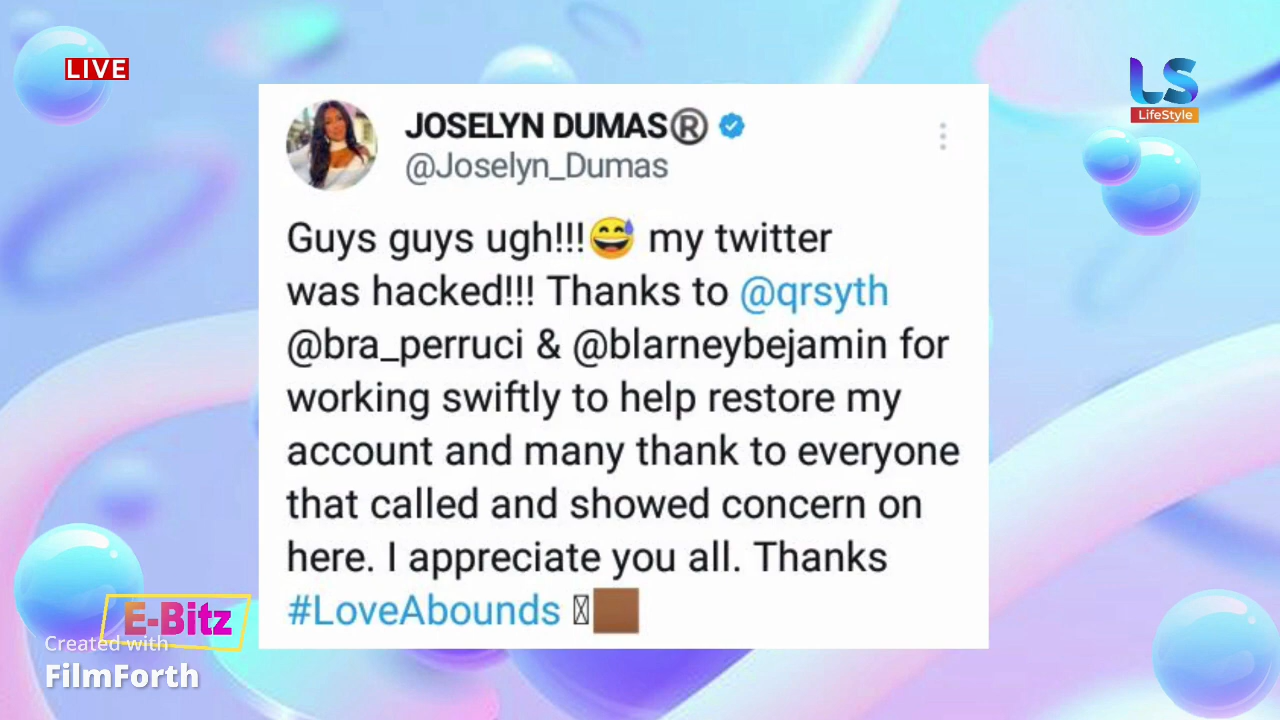 LIVE
LS
LifeStyle
JOSELYN DUMAS®
@Joselyn_Dumas
Guys guys ugh!!!😅 my twitter
was hacked!!! Thanks to @qrsyth
@bra_perruci & @blarneybejamin for
working swiftly to help restore my
account and many thank to everyone
that called and showed concern on
here. I appreciate you all. Thanks
#LoveAbounds
E-Bitz
Created with
FilmForth